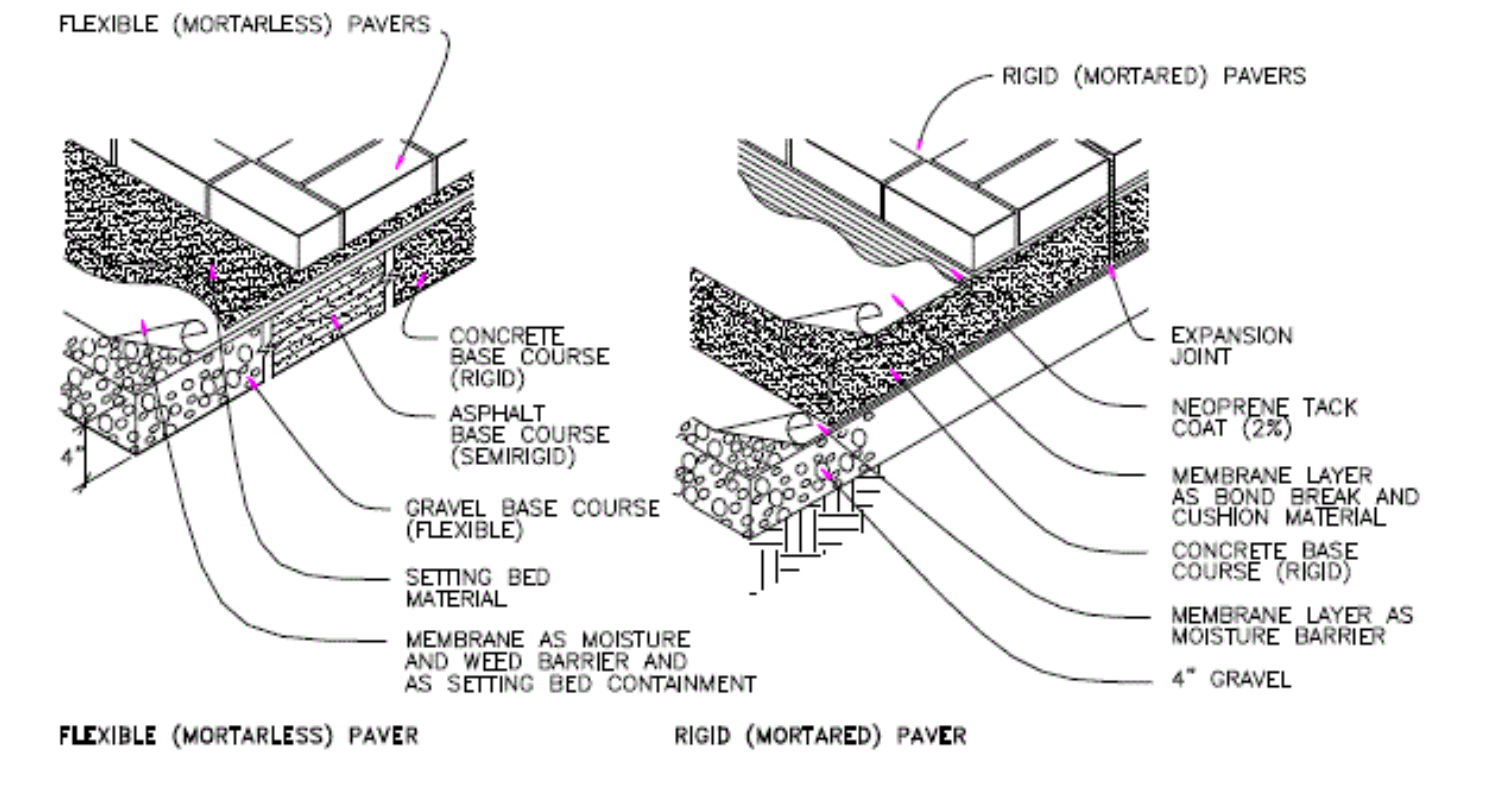 FLEXIBLE (MORTARLESS) PAVERS
CONCRETE
BASE COURSE
(RIGID)
ASPHALT
BASE COURSE
(SEMIRIGID)
4"
GRAVEL BASE COURSE
(FLEXIBLE)
SETTING BED
MATERIAL
MEMBRANE AS MOISTURE
AND WEED BARRIER AND
AS SETTING BED CONTAINMENT
FLEXIBLE (MORTARLESS) PAVER
RIGID (MORTARED) PAVERS
EXPANSION
JOINT
NEOPRENE TACK
COAT (2%)
MEMBRANE LAYER
AS BOND BREAK AND
CUSHION MATERIAL
CONCRETE BASE
COURSE (RIGID)
MEMBRANE LAYER AS
MOISTURE BARRIER
4" GRAVEL
RIGID (MORTARED) PAVER